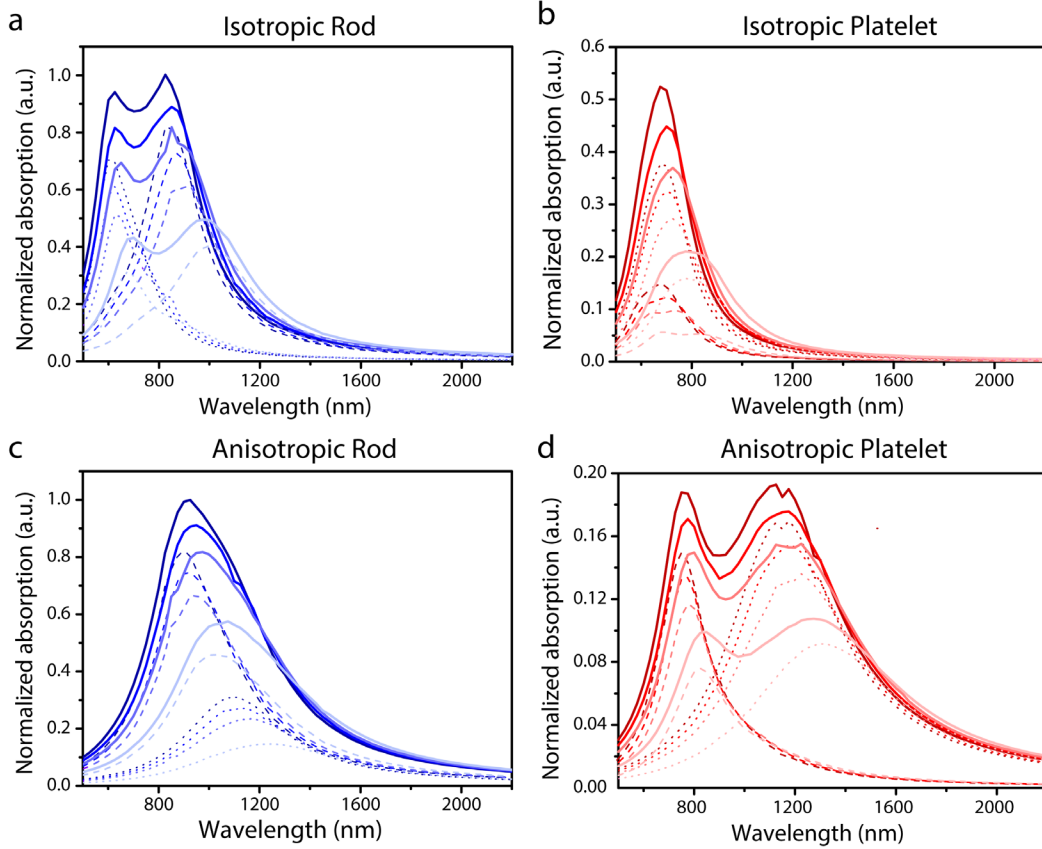 a
Isotropic Rod
Normalized absorption (a.u.)
1.0
0.8
0.6
0.4
0.2
0.0
800
1200
1600
2000
Wavelength (nm)
b
Isotropic Platelet
Normalized absorption (a.u.)
0.6
0.5
0.4
0.3
0.2
0.1
0.0
800
1200
1600
2000
Wavelength (nm)
c
Anisotropic Rod
Normalized absorption (a.u.)
1.0
0.8
0.6
0.4
0.2
0.0
800
1200
1600
2000
Wavelength (nm)
d
Anisotropic Platelet
Normalized absorption (a.u.)
0.20
0.16
0.12
0.08
0.04
0.00
800
1200
1600
2000
Wavelength (nm)